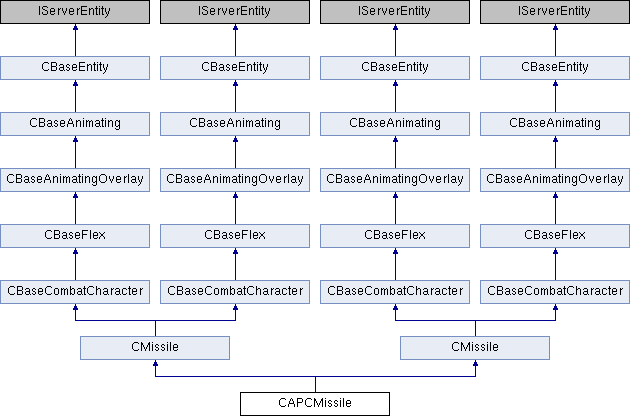 IServerEntity IServerEntity IServerEntity IServerEntity
CBaseEntity CBaseEntity CBaseEntity CBaseEntity
CBaseAnimating CBaseAnimating CBaseAnimating CBaseAnimating
CBaseAnimatingOverlay CBaseAnimatingOverlay CBaseAnimatingOverlay CBaseAnimatingOverlay
CBaseFlex CBaseFlex CBaseFlex CBaseFlex
CBaseCombatCharacter CBaseCombatCharacter CBaseCombatCharacter CBaseCombatCharacter
CMissile CMissile
CAPCMissile